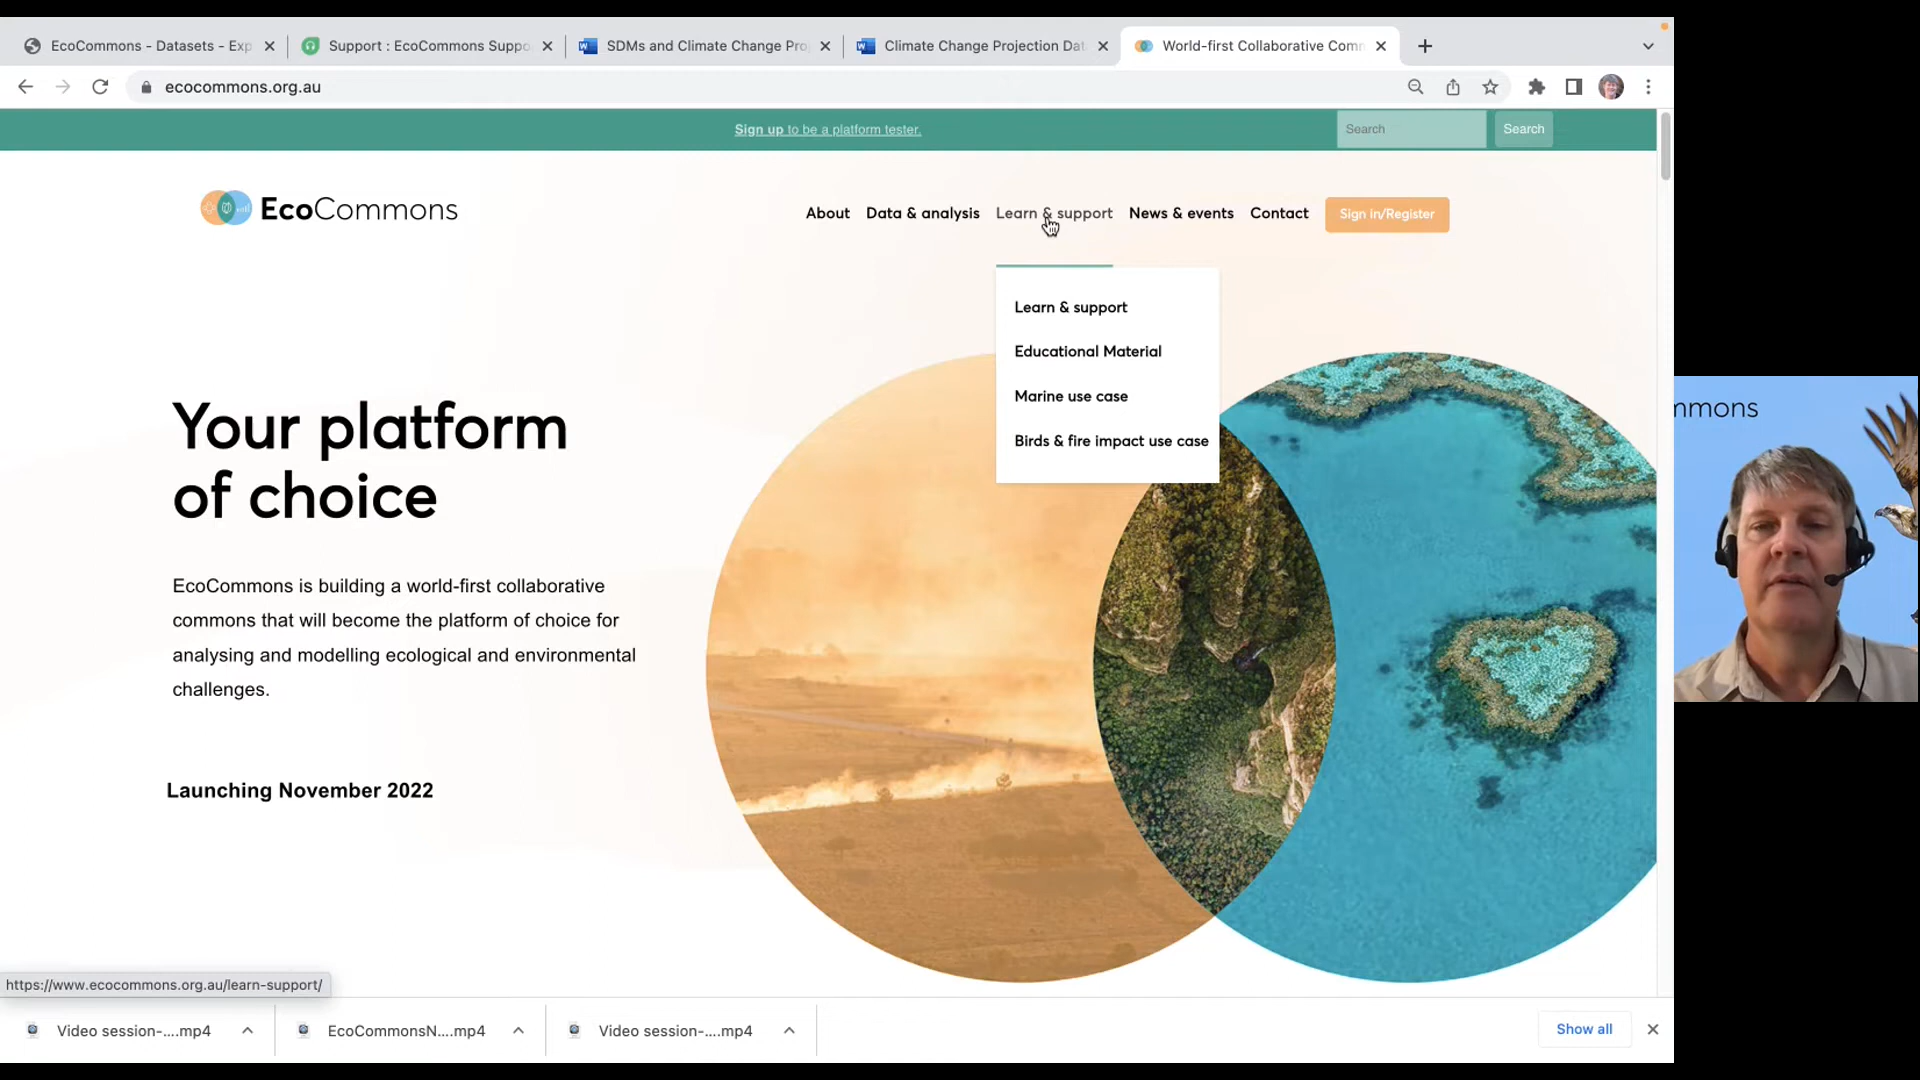 EcoCommons - Datasets - Exp
Support : EcoCommons Suppo
SDMs and Climate Change Pro
Climate Change Projection Dat
World-first Collaborative Comm
ecocommons.org.au
Sign up to be a platform tester.
Search
Search
EcoCommons
About
Data & analysis
Learn & support
News & events
Contact
Sign in/Register
Learn & support
Educational Material
Marine use case
Birds & fire impact use case
Your platform
of choice
EcoCommons is building a world-first collaborative
commons that will become the platform of choice for
analysing and modelling ecological and environmental
challenges.
Launching November 2022
mmons
https://www.ecocommons.org.au/learn-support/
Video session-....mp4
EcoCommonsN....mp4
Video session-....mp4
Show all